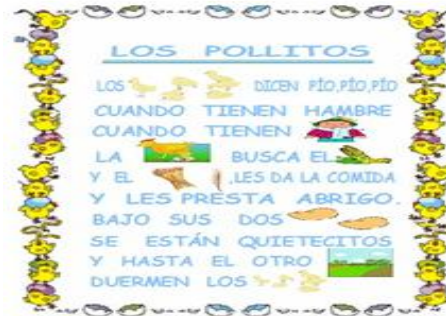 LOS POLLITOS
LOS DICEN PÍO,PÍO,PÍO
CUANDO TIENEN HAMBRE
CUANDO TIENEN
LA BUSCA EL
Y EL ,LES DA LA COMIDA
Y LES PRESTA ABRIGO.
BAJO SUS DOS
SE ESTÁN QUIETECITOS
Y HASTA EL OTRO
DUERMEN LOS